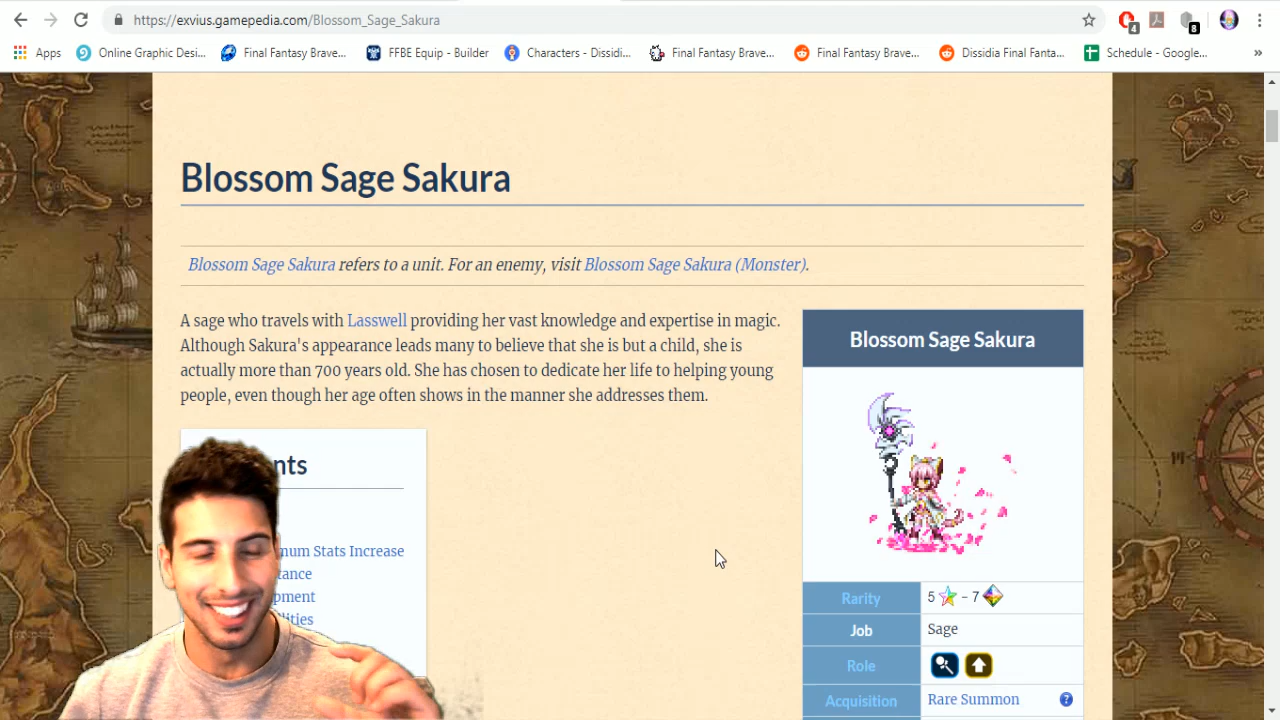 https://exvius.gamepedia.com/Blossom_Sage_Sakura
4
8
Apps
Online Graphic Desi...
Final Fantasy Brave...
FFBE Equip - Builder
Characters - Dissidi...
Final Fantasy Brave...
Final Fantasy Brave...
Dissidia Final Fanta...
Schedule - Google...
»
Blossom Sage Sakura
Blossom Sage Sakura refers to a unit. For an enemy, visit Blossom Sage Sakura (Monster).
A sage who travels with Lasswell providing her vast knowledge and expertise in magic.
Although Sakura's appearance leads many to believe that she is but a child, she is
actually more than 700 years old. She has chosen to dedicate her life to helping young
people, even though her age often shows in the manner she addresses them.
Blossom Sage Sakura
Rarity 5 - 7
Job Sage
Role
Acquisition Rare Summon ?
Stats Increase